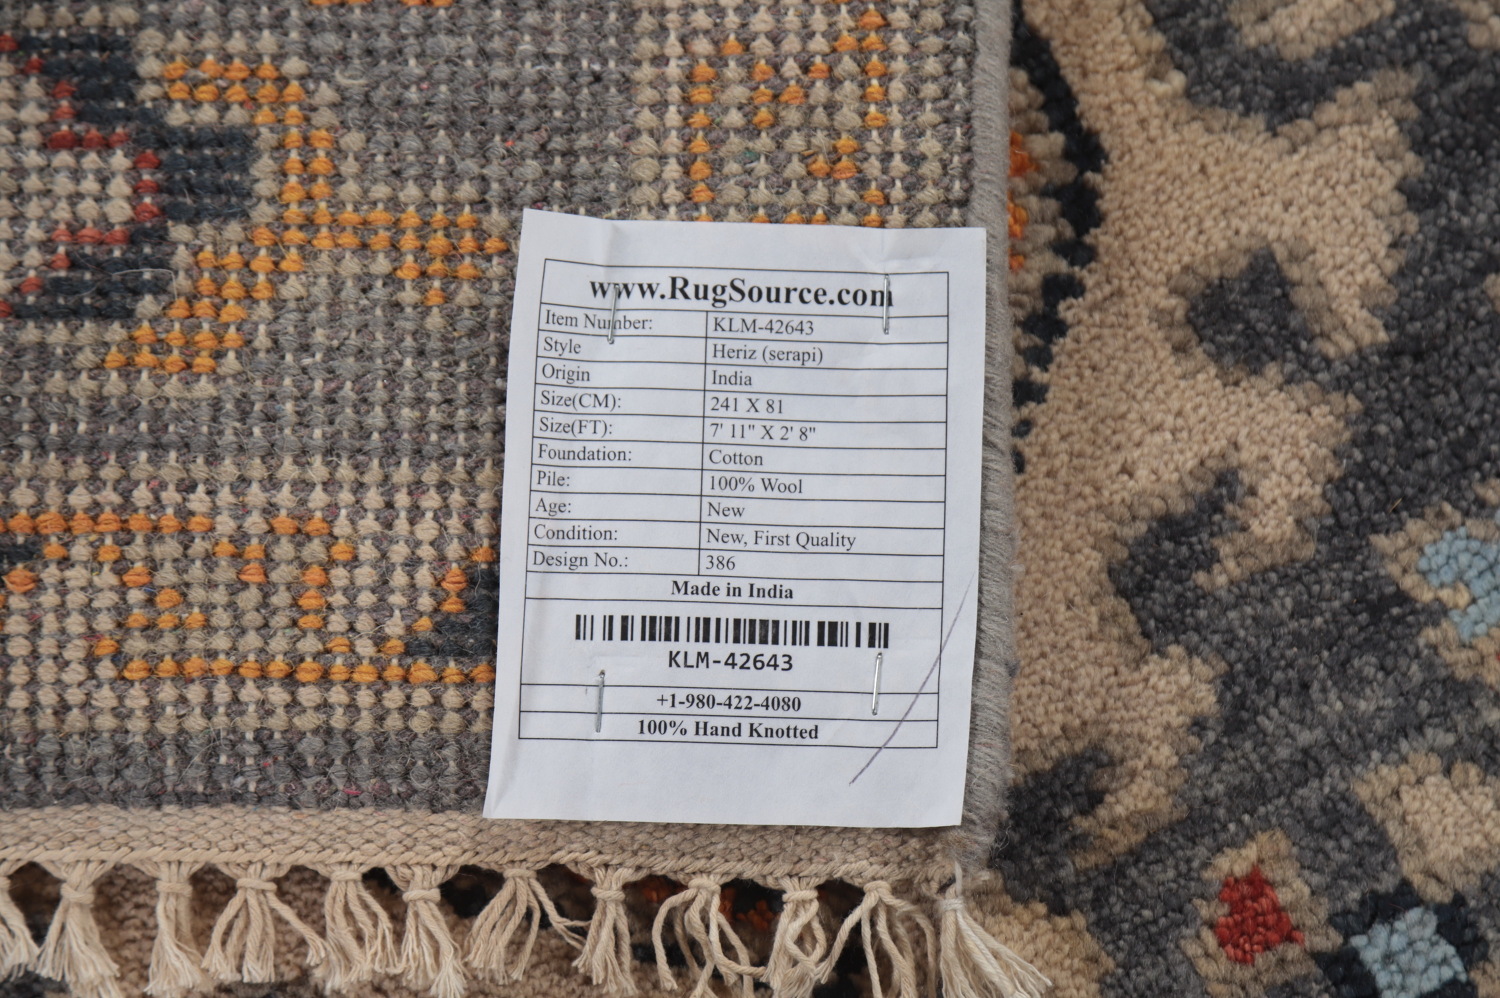 www.RugSource.com
Item Number: KLM-42643
Style Heriz (serapi)
Origin India
Size(CM): 241 X 81
Size(FT): 7' 11" X 2' 8"
Foundation: Cotton
Pile: 100% Wool
Age: New
Condition: New, First Quality
Design No.: 386
Made in India
KLM-42643
+1-980-422-4080
100% Hand Knotted